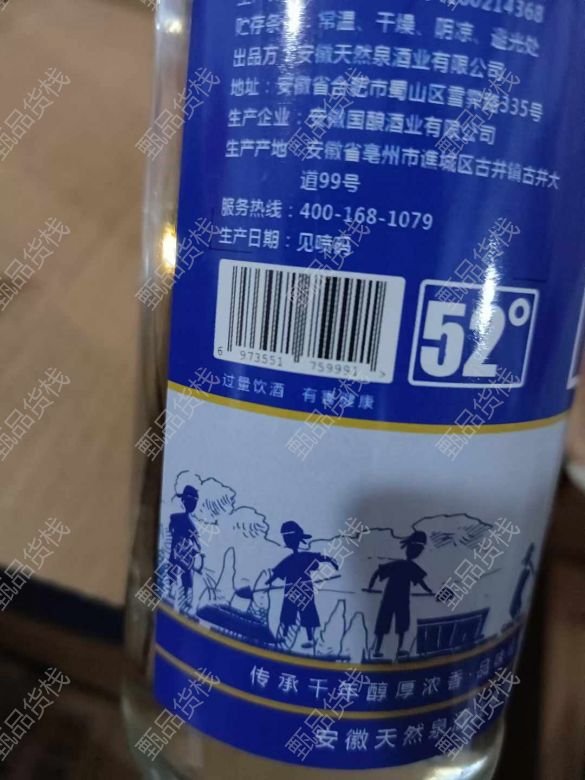 贮存条件：常温、干燥、阴凉、避光处
出品方：安徽天然泉酒业有限公司
地址：安徽省合肥市蜀山区雪霁路335号
生产企业：安徽国酿酒业有限公司
生产产地：安徽省亳州市谯城区古井镇古井大
道99号
服务热线：400-168-1079
生产日期：见喷码
6 973551 759991 >
52°
过量饮酒 有害健康
传承千年醇厚浓香·
安徽天然泉
甄品货栈